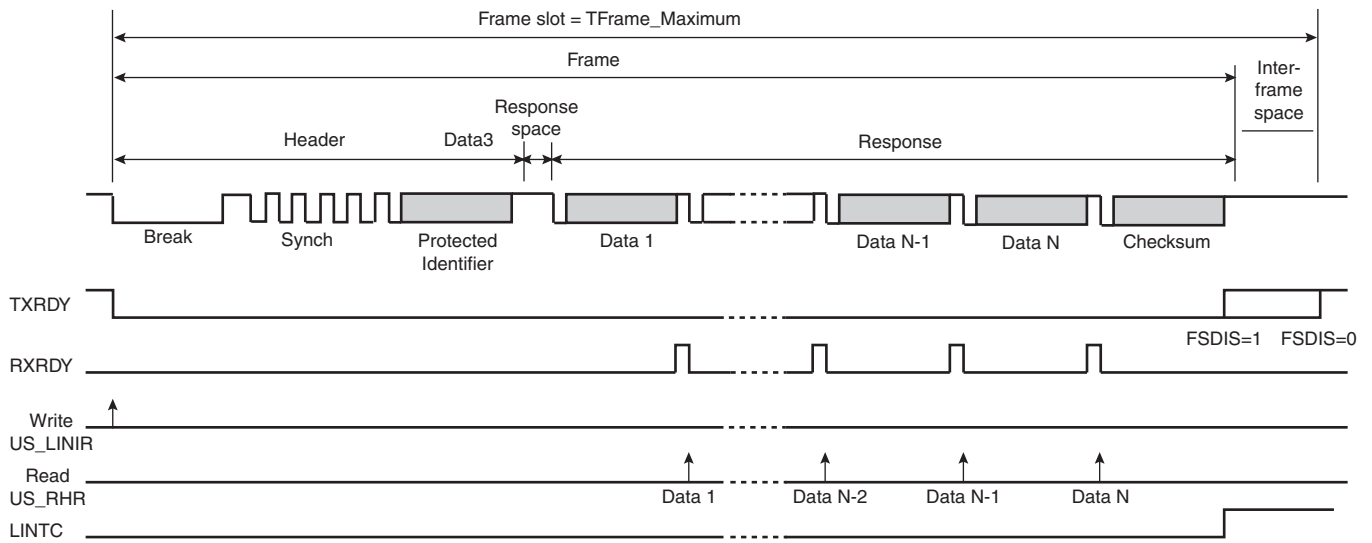 Frame slot = TFrame_Maximum
Frame
Inter-
frame
space
Response
space
Header
Data3
Response
Break
Synch
Protected
Identifier
Data 1
Data N-1
Data N
Checksum
TXRDY
FSDIS=1
FSDIS=0
RXRDY
Write
US_LINIR
Read
US_RHR
Data 1
Data N-2
Data N-1
Data N
LINTC